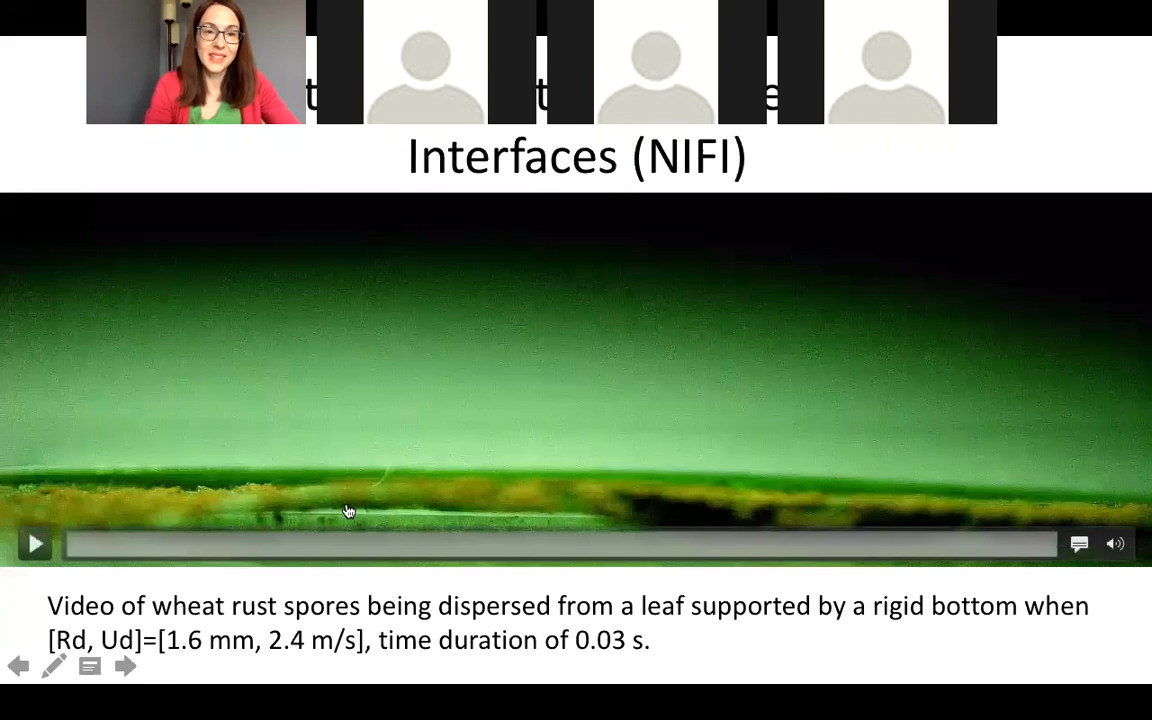 Interfaces (NIFI)
Video of wheat rust spores being dispersed from a leaf supported by a rigid bottom when
[Rd, Ud]=[1.6 mm, 2.4 m/s], time duration of 0.03 s.